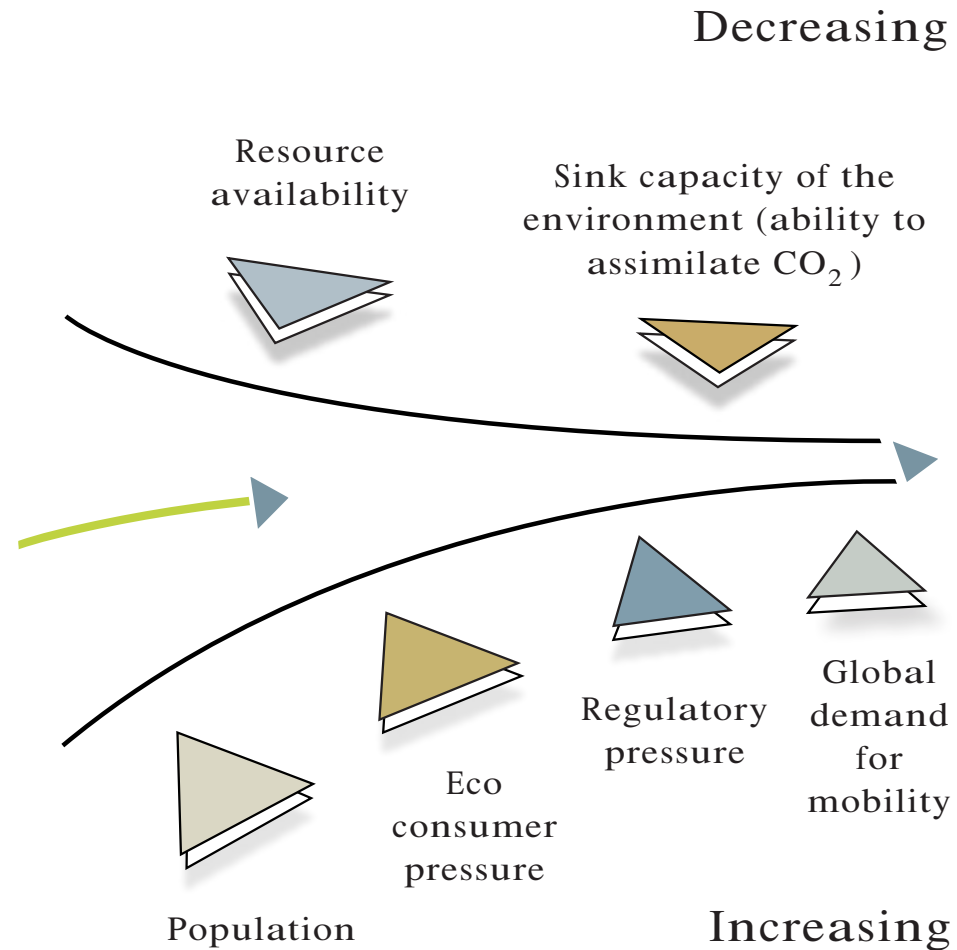 Decreasing
Resource
availability
Sink capacity of the
environment (ability to
assimilate CO₂ )
Global
demand
for
mobility
Regulatory
pressure
Eco
consumer
pressure
Population
Increasing